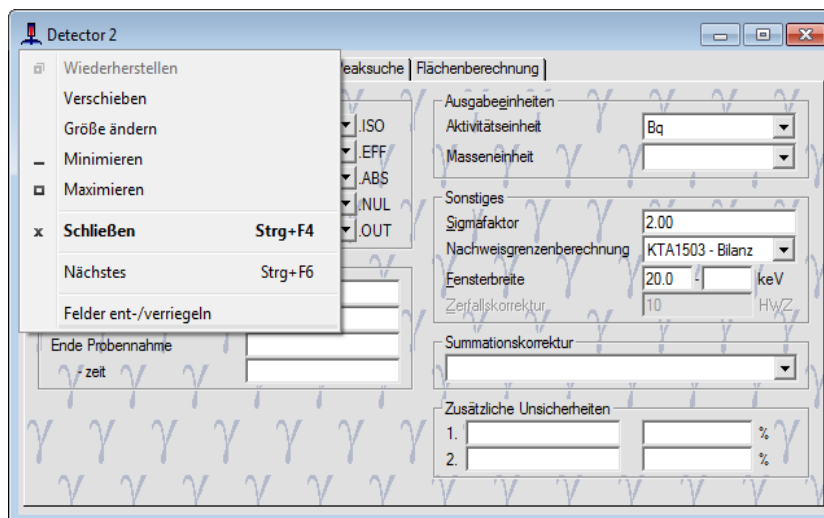 Detector 2
Wiederherstellen
Verschieben
Größe ändern
Minimieren
Maximieren
Schließen Strg+F4
Nächstes Strg+F6
Felder ent-/verriegeln
Flächenberechnung
.ISO
.EFF
.ABS
.NUL
.OUT
Ende Probennahme
- zeit
Ausgabeeinheiten
Aktivitätseinheit Bq
Masseneinheit
Sonstiges
Sigmafaktor 2.00
Nachweisgrenzenberechnung KTA1503 - Bilanz
Fensterbreite 20.0 - keV
Zerfallskorrektur 10 HWZ
Summationskorrektur
Zusätzliche Unsicherheiten
1. %
2. %